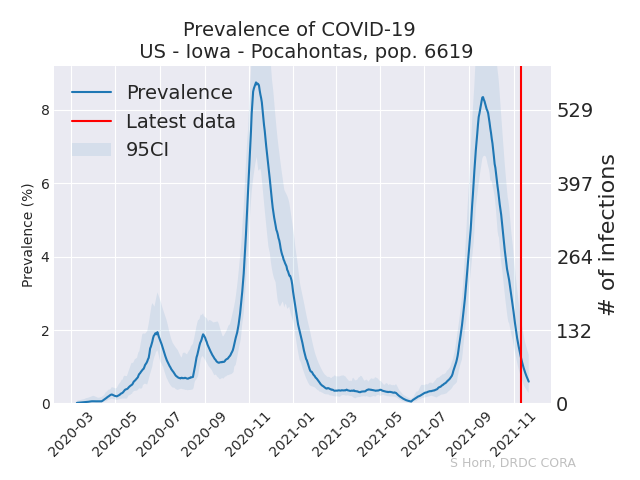 Prevalence of COVID-19
US - Iowa - Pocahontas, pop. 6619
Prevalence
Latest data
95CI
Prevalence (%)
8
6
4
2
0
529
397
264
132
0
# of infections
2020-03
2020-05
2020-07
2020-09
2020-11
2021-01
2021-03
2021-05
2021-07
2021-09
2021-11
S Horn, DRDC CORA